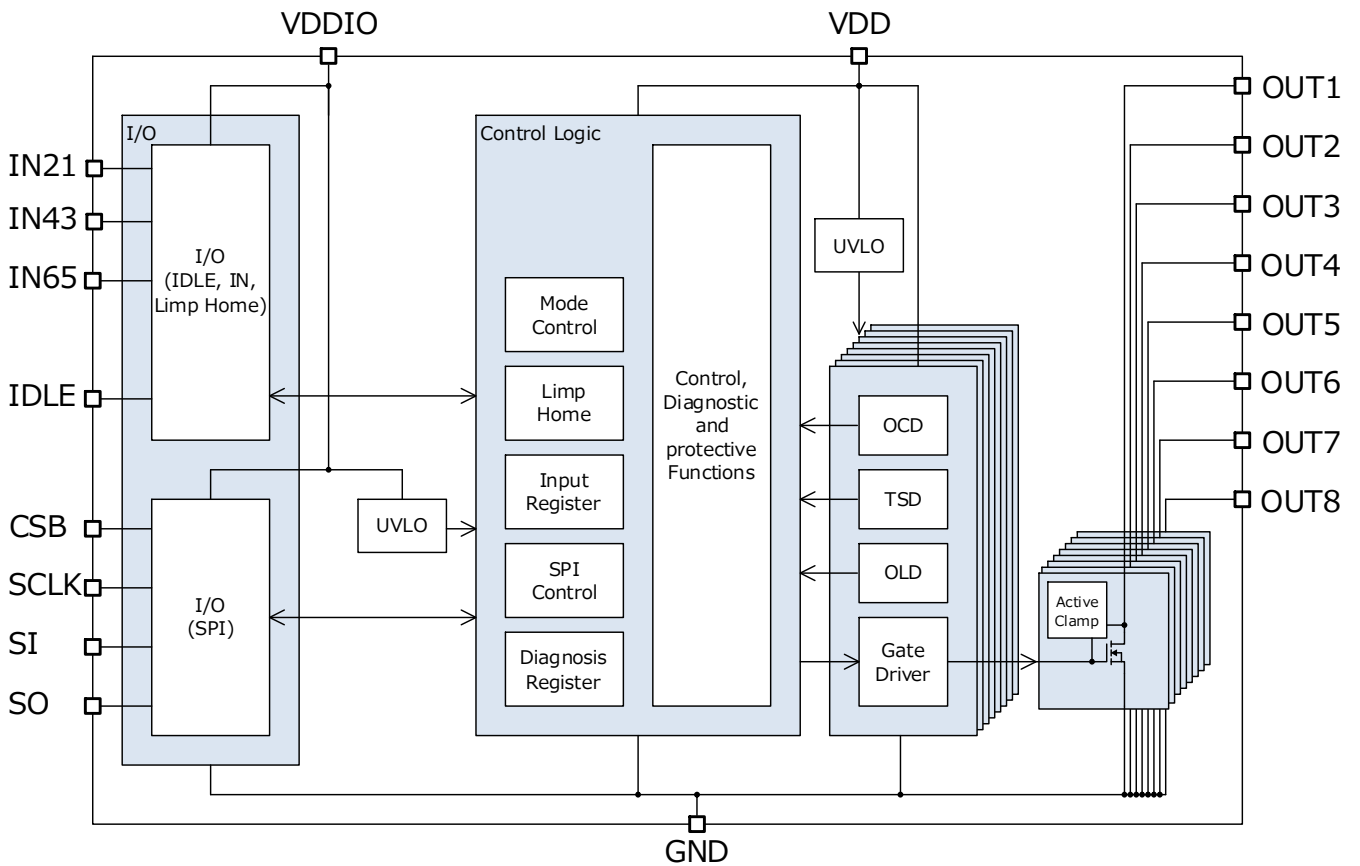 VDDIO
VDD
OUT1
OUT2
OUT3
OUT4
OUT5
OUT6
OUT7
OUT8
IN21
IN43
IN65
IDLE
CSB
SCLK
SI
SO
I/O
I/O
(IDLE, IN,
Limp Home)
I/O
(SPI)
UVLO
Control Logic
Mode
Control
Limp
Home
Input
Register
SPI
Control
Diagnosis
Register
Control,
Diagnostic
and
protective
Functions
UVLO
OCD
TSD
OLD
Gate
Driver
Active
Clamp
GND